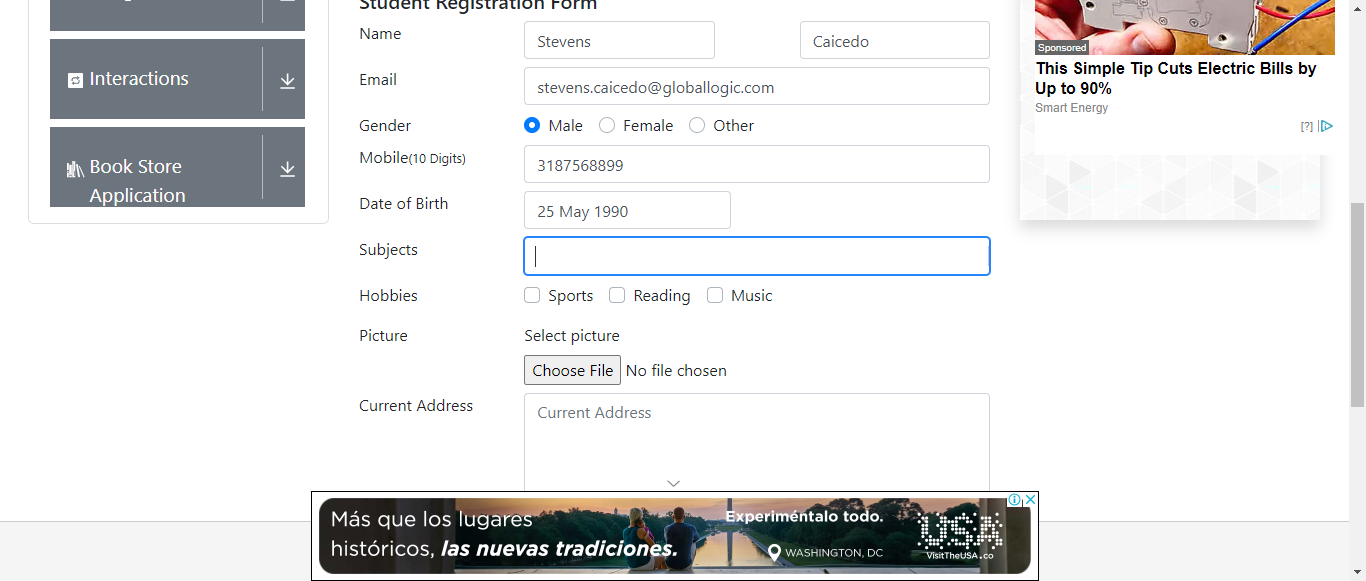 Student Registration Form
Name
Stevens
Caicedo
Interactions
Email
stevens.caicedo@globallogic.com
Gender
Male
Female
Other
Mobile(10 Digits)
3187568899
Book Store
Application
Date of Birth
25 May 1990
Subjects
Hobbies
Sports
Reading
Music
Picture
Select picture
Choose File No file chosen
Current Address
Current Address
Sponsored
This Simple Tip Cuts Electric Bills by
Up to 90%
Smart Energy
[?]
Más que los lugares
históricos, las nuevas tradiciones.
Experiméntalo todo.
WASHINGTON, DC
USA
VisitTheUSA.co